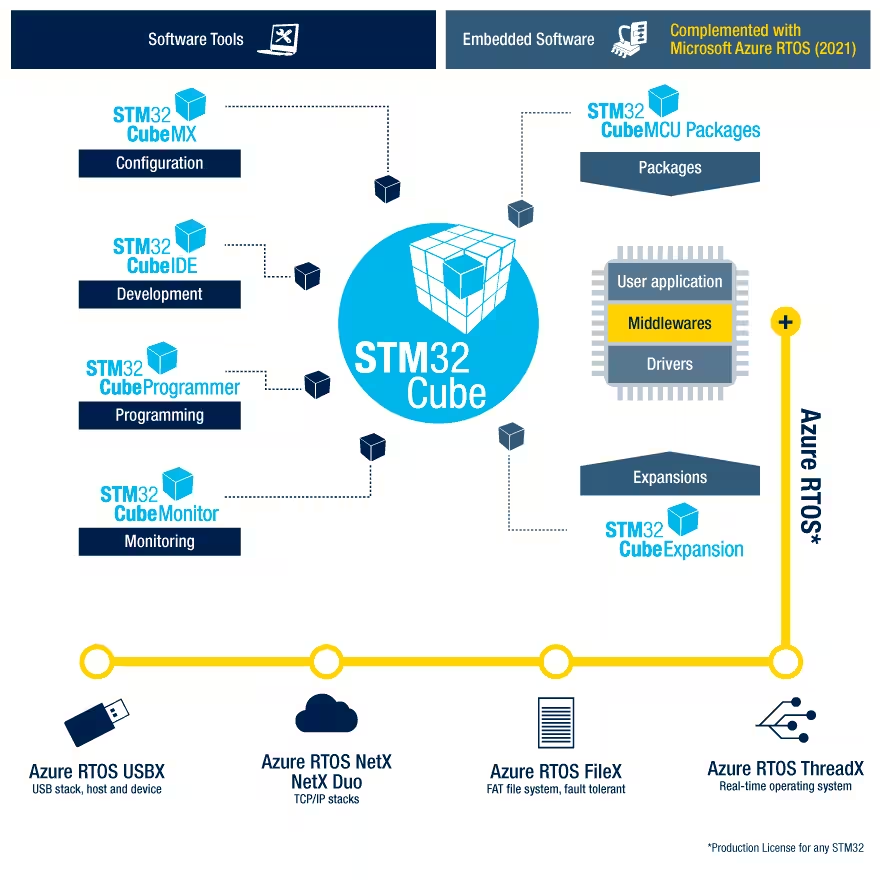 Software Tools
Embedded Software
Complemented with
Microsoft Azure RTOS (2021)
STM32
CubeMX
Configuration
STM32
CubeIDE
Development
STM32
CubeProgrammer
Programming
STM32
CubeMonitor
Monitoring
STM32
Cube
STM32
CubeMCU Packages
Packages
User application
Middlewares
Drivers
+
Azure RTOS*
Expansions
STM32
CubeExpansion
Azure RTOS USBX
USB stack, host and device
Azure RTOS NetX
NetX Duo
TCP/IP stacks
Azure RTOS FileX
FAT file system, fault tolerant
Azure RTOS ThreadX
Real-time operating system
*Production License for any STM32